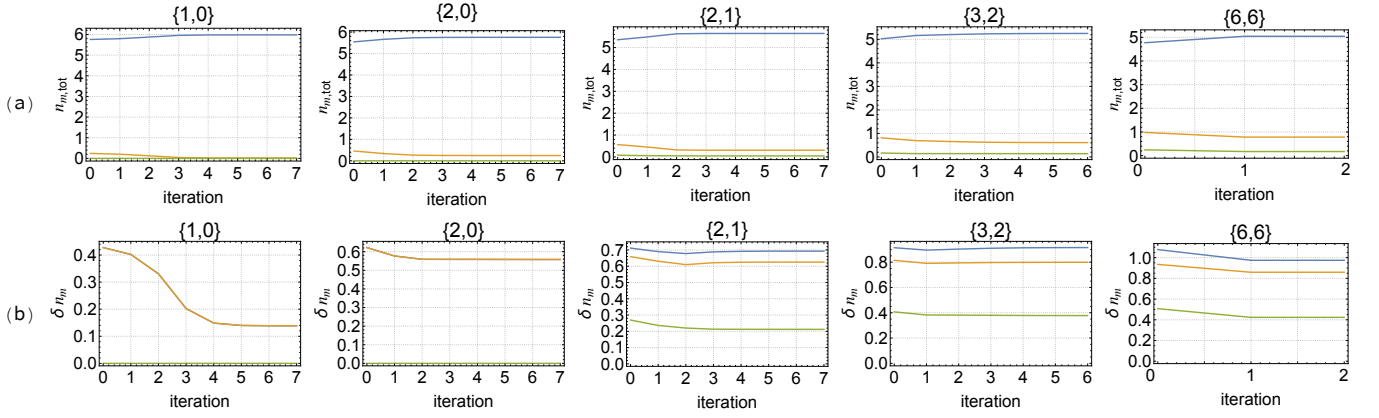 (a)
{1,0}
n_{m,tot}
6
5
4
3
2
1
0
0 1 2 3 4 5 6 7
iteration
{2,0}
n_{m,tot}
6
5
4
3
2
1
0
0 1 2 3 4 5 6 7
iteration
{2,1}
n_{m,tot}
5
4
3
2
1
0
0 1 2 3 4 5 6 7
iteration
{3,2}
n_{m,tot}
5
4
3
2
1
0
0 1 2 3 4 5 6
iteration
{6,6}
n_{m,tot}
5
4
3
2
1
0
0 1 2
iteration
(b)
{1,0}
δ n_m
0.4
0.3
0.2
0.1
0.0
0 1 2 3 4 5 6 7
iteration
{2,0}
δ n_m
0.6
0.5
0.4
0.3
0.2
0.1
0.0
0 1 2 3 4 5 6 7
iteration
{2,1}
δ n_m
0.7
0.6
0.5
0.4
0.3
0.2
0.1
0.0
0 1 2 3 4 5 6 7
iteration
{3,2}
δ n_m
0.8
0.6
0.4
0.2
0.0
0 1 2 3 4 5 6
iteration
{6,6}
δ n_m
1.0
0.8
0.6
0.4
0.2
0.0
0 1 2
iteration